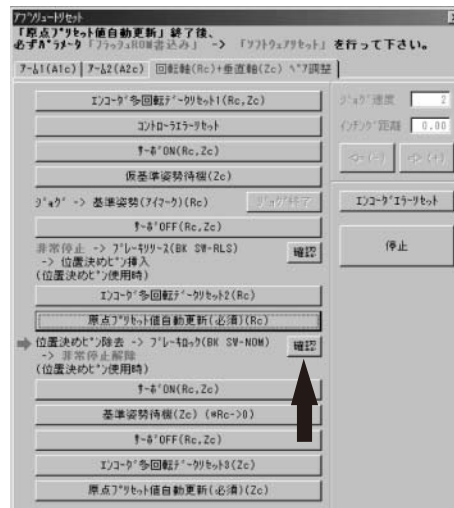 アブソリュートリセット
「原点プリセット値自動更新」終了後、
必ずパラメータ「フラッシュROM書込み」 -> 「ソフトウェアリセット」 を行って下さい。
アーム1(A1c) アーム2(A2c) 回転軸(Rc)+垂直軸(Zc) ペア調整
エンコーダ多回転データリセット1(Rc,Zc)
コントローラエラーリセット
サーボON(Rc,Zc)
仮基準姿勢待機(Zc)
ジョグ -> 基準姿勢(アイマーク)(Rc) ジョグ終了
サーボOFF(Rc,Zc)
非常停止 -> ブレーキリリース(BK SW-RLS)
-> 位置決めピン挿入
(位置決めピン使用時)
確認
エンコーダ多回転データリセット2(Rc)
原点プリセット値自動更新(必須)(Rc)
位置決めピン除去 -> ブレーキロック(BK SW-NOM)
-> 非常停止解除
(位置決めピン使用時)
確認
サーボON(Rc,Zc)
基準姿勢待機(Zc) (*Rc->0)
サーボOFF(Rc,Zc)
エンコーダ多回転データリセット3(Zc)
原点プリセット値自動更新(必須)(Zc)
ジョグ速度 2
インチング距離 0.00
<-(-) ->(+)
エンコーダエラーリセット
停止